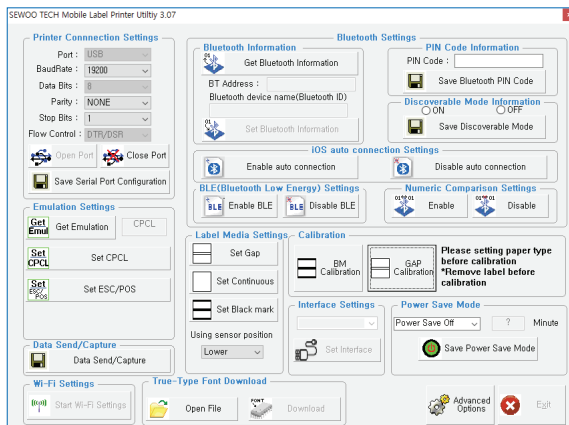 SEWOO TECH Mobile Label Printer Utiltiy 3.07
Printer Connnection Settings
Port : USB
BaudRate : 19200
Data Bits : 8
Parity : NONE
Stop Bits : 1
Flow Control : DTR/DSR
Open Port
Close Port
Save Serial Port Configuration
Emulation Settings
Get Emul
Get Emulation
CPCL
Set CPCL
Set CPCL
Set ESC/POS
Set ESC/POS
Data Send/Capture
Data Send/Capture
Wi-Fi Settings
Start Wi-Fi Settings
Bluetooth Settings
Bluetooth Information
Get Bluetooth Information
BT Address :
Bluetooth device name(Bluetooth ID)
Set Bluetooth Information
PIN Code Information
PIN Code :
Save Bluetooth PIN Code
Discoverable Mode Information
ON
OFF
Save Discoverable Mode
iOS auto connection Settings
Enable auto connection
Disable auto connection
BLE(Bluetooth Low Energy) Settings
BLE
Enable BLE
BLE
Disable BLE
Numeric Comparison Settings
Enable
Disable
Label Media Settings
Set Gap
Set Continuous
Set Black mark
Using sensor position
Lower
Calibration
BM
Calibration
GAP
Calibration
Please setting paper type
before calibration
*Remove label before
calibration
Interface Settings
Set Interface
Power Save Mode
Power Save Off
?
Minute
Save Power Save Mode
True-Type Font Download
Open File
FONT
Download
Advanced
Options
Exit